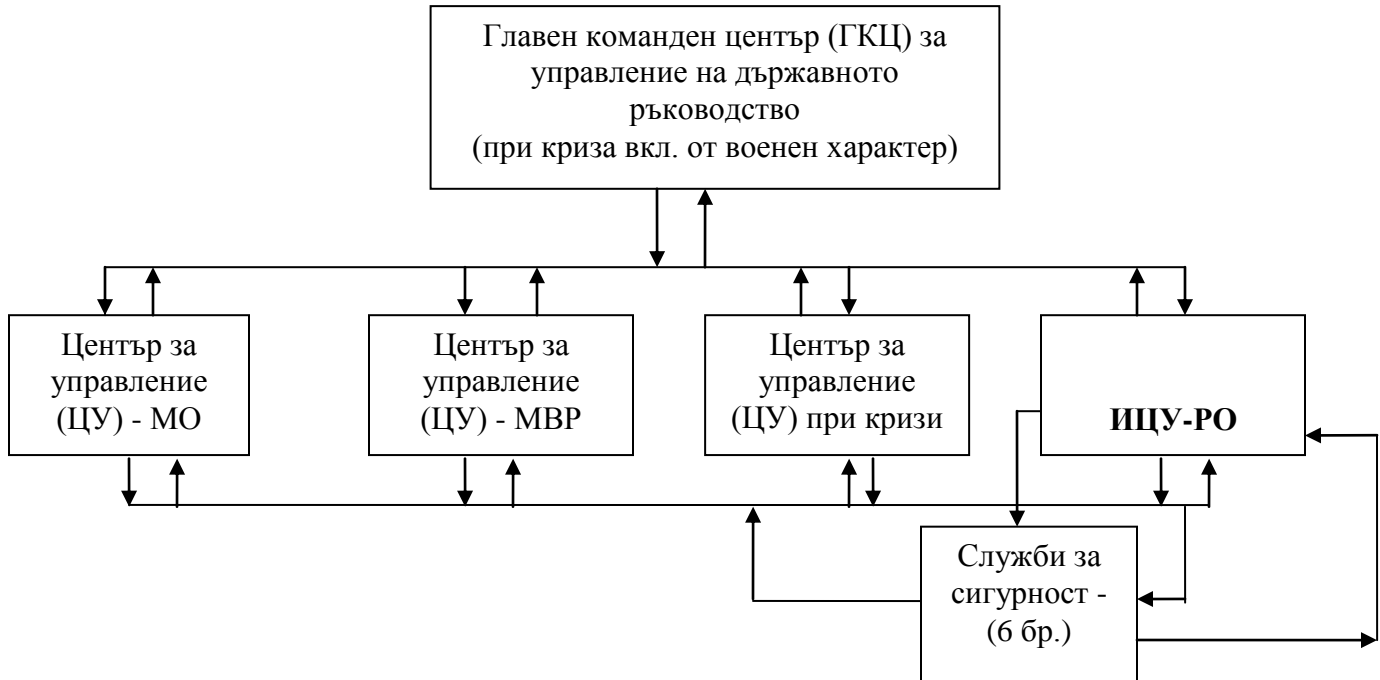 Главен команден център (ГКЦ) за
управление на държавното
ръководство
(при криза вкл. от военен характер)
Център за
управление
(ЦУ) - МО
Център за
управление
(ЦУ) - МВР
Център за
управление
(ЦУ) при кризи
ИЦУ-РО
Служби за
сигурност -
(6 бр.)